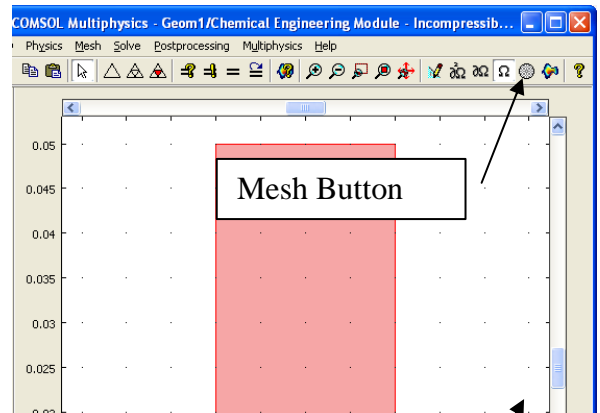 COMSOL Multiphysics - Geom1/Chemical Engineering Module - Incompressib...
Physics Mesh Solve Postprocessing Multiphysics Help
0.05
Mesh Button
0.045
0.04
0.035
0.03
0.025